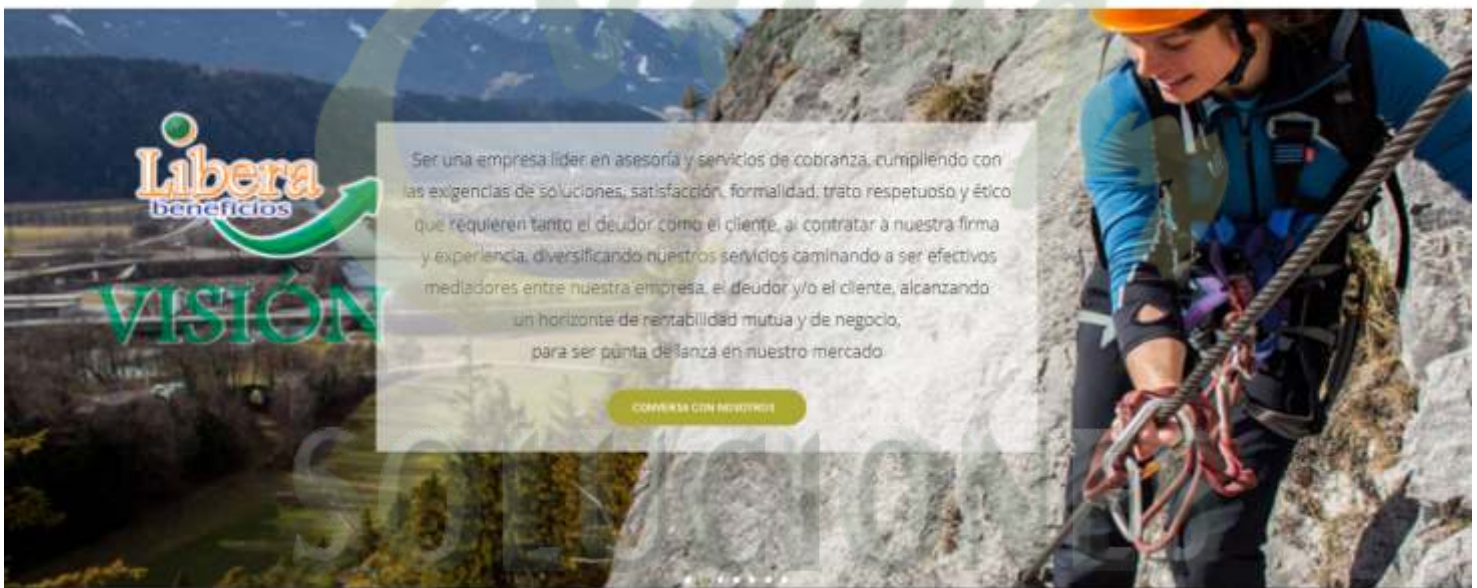 Libera
beneficios
VISIÓN
Ser una empresa líder en asesoría y servicios de cobranza, cumpliendo con
las exigencias de soluciones, satisfacción, formalidad, trato respetuoso y ético
que requieren tanto el deudor como el cliente, al contratar a nuestra firma
y experiencia, diversificando nuestros servicios caminando a ser efectivos
mediadores entre nuestra empresa, el deudor y/o el cliente, alcanzando
un horizonte de rentabilidad mutua y de negocio,
para ser punta de lanza en nuestro mercado
CONVERSA CON NOSOTROS
SOLUCIONES